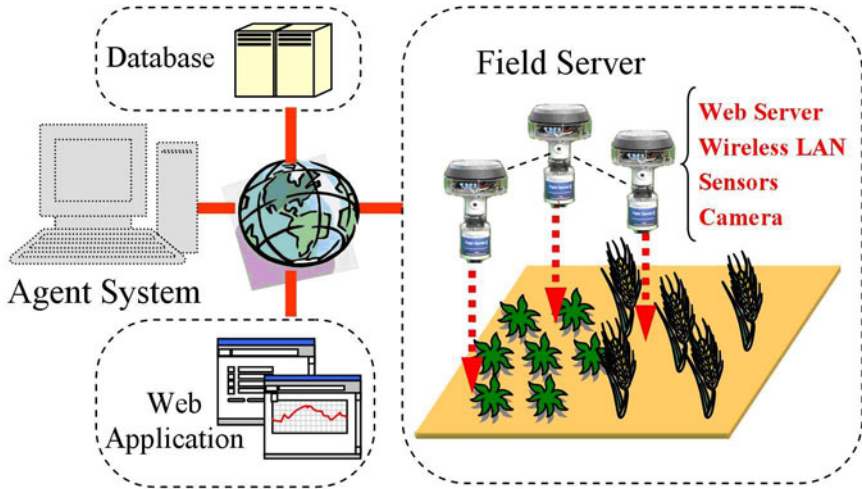 Database
Agent System
Web
Application
Field Server
Web Server
Wireless LAN
Sensors
Camera